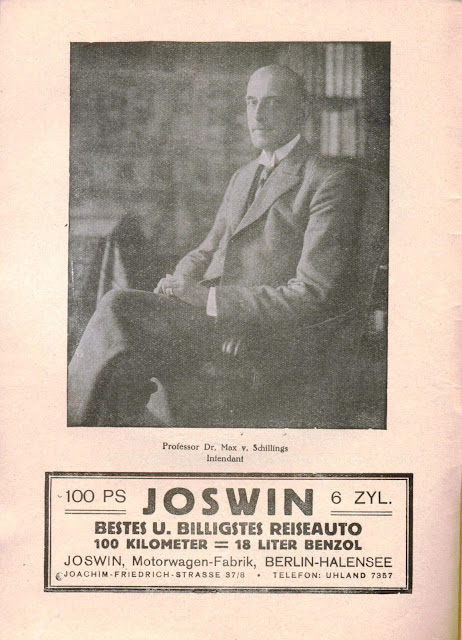 Professor Dr. Max v. Schillings
Intendant
100 PS JOSWIN 6 ZYL.
BESTES U. BILLIGSTES REISEAUTO
100 KILOMETER = 18 LITER BENZOL
JOSWIN, Motorwagen-Fabrik, BERLIN-HALENSEE
JOACHIM-FRIEDRICH-STRASSE 37/8 • TELEFON: UHLAND 7357